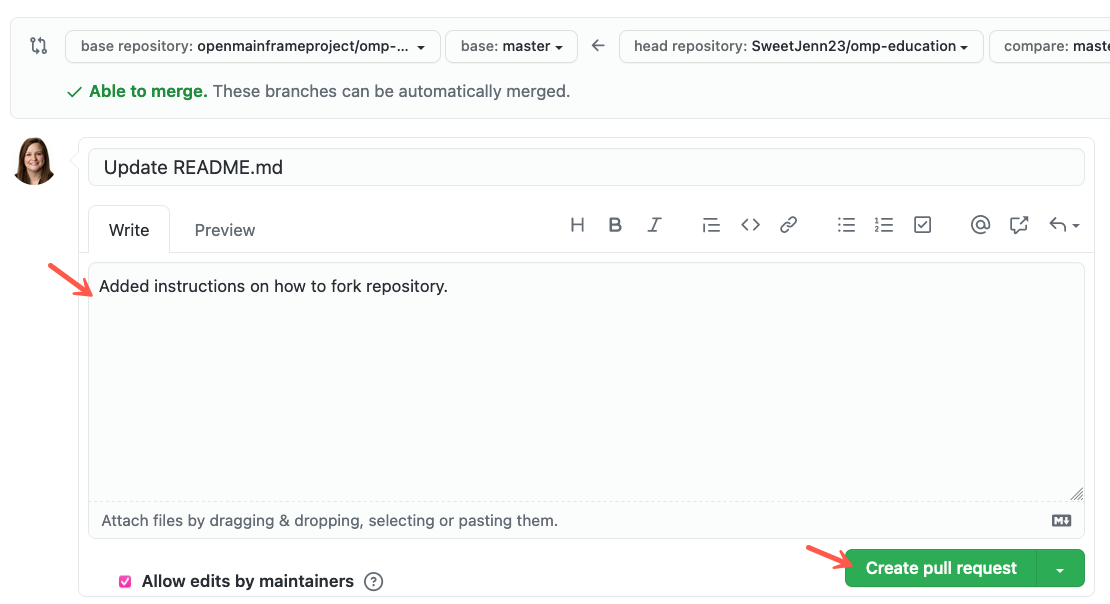 base repository: openmainframeproject/omp-... base: master head repository: SweetJenn23/omp-education compare:
Able to merge. These branches can be automatically merged.
Update README.md
Write Preview H B I @
Added instructions on how to fork repository.
Attach files by dragging & dropping, selecting or pasting them.
Allow edits by maintainers ? Create pull request